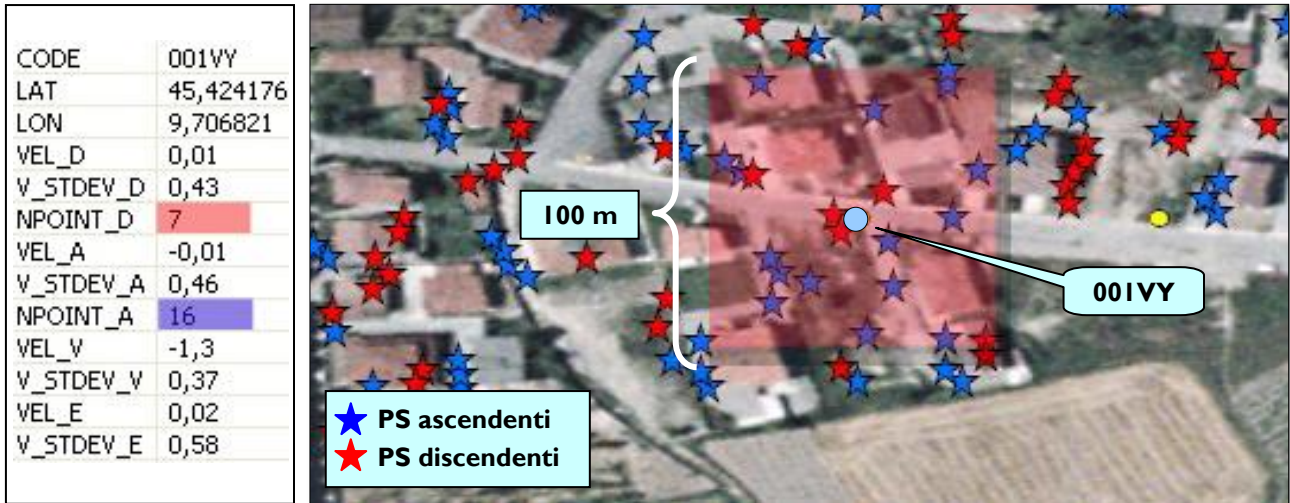 CODE 001VY
LAT 45,424176
LON 9,706821
VEL_D 0,01
V_STDEV_D 0,43
NPOINT_D 7
VEL_A -0,01
V_STDEV_A 0,46
NPOINT_A 16
VEL_V -1,3
V_STDEV_V 0,37
VEL_E 0,02
V_STDEV_E 0,58
100 m
001VY
PS ascendenti
PS discendenti